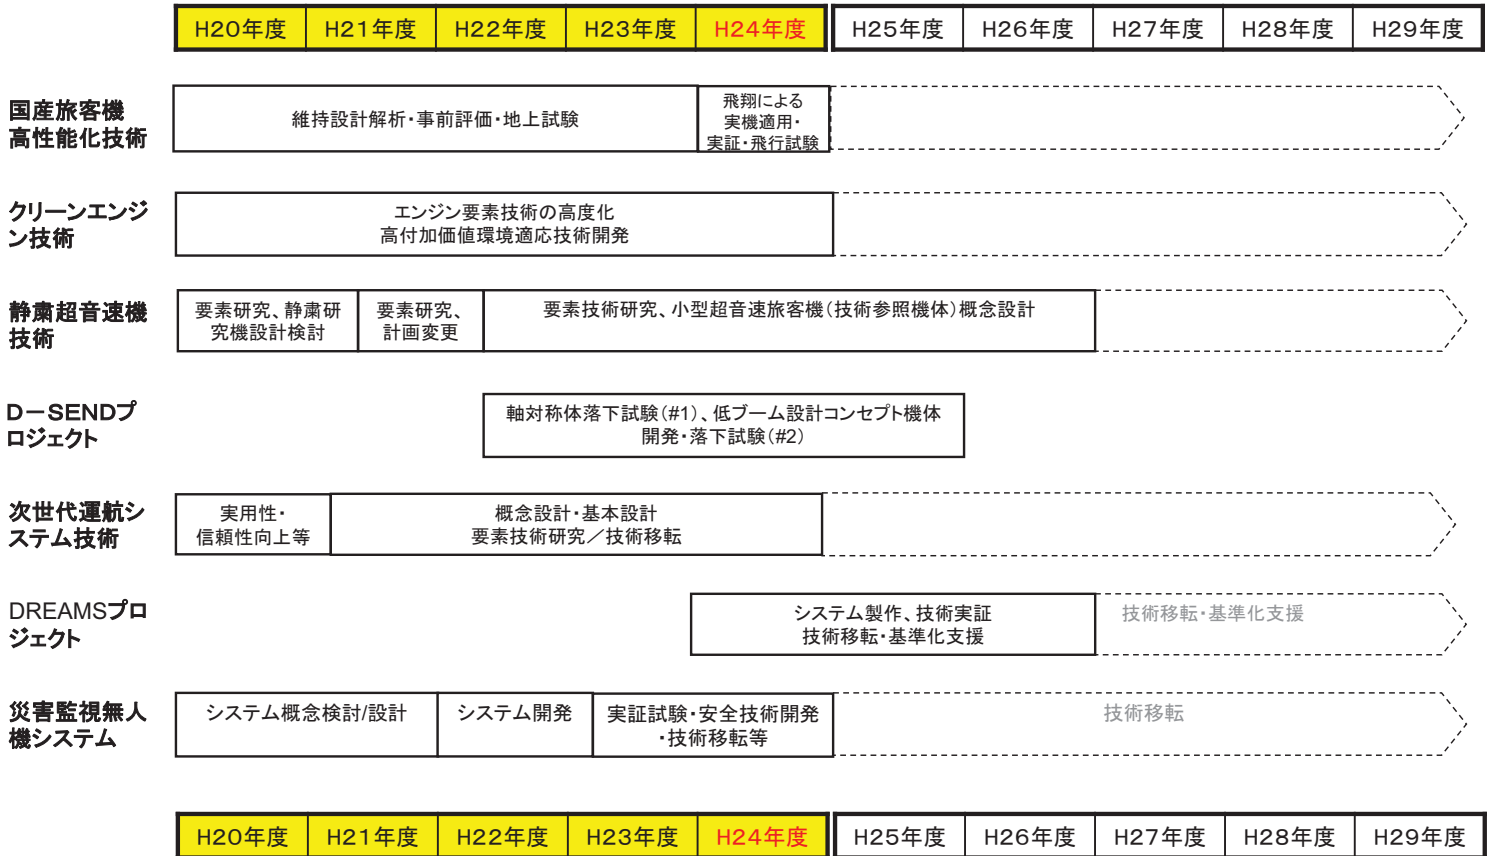 H20年度 H21年度 H22年度 H23年度 H24年度 H25年度 H26年度 H27年度 H28年度 H29年度
国産旅客機
高性能化技術
維持設計解析・事前評価・地上試験
飛翔による
実機適用・
実証・飛行試験
クリーンエンジ
ン技術
エンジン要素技術の高度化
高付加価値環境適応技術開発
静粛超音速機
技術
要素研究、静粛研
究機設計検討
要素研究、
計画変更
要素技術研究、小型超音速旅客機(技術参照機体)概念設計
D－SENDプ
ロジェクト
軸対称体落下試験(#1)、低ブーム設計コンセプト機体
開発・落下試験(#2)
次世代運航シ
ステム技術
実用性・
信頼性向上等
概念設計・基本設計
要素技術研究／技術移転
DREAMSプロ
ジェクト
システム製作、技術実証
技術移転・基準化支援
技術移転・基準化支援
災害監視無人
機システム
システム概念検討/設計
システム開発
実証試験・安全技術開発
・技術移転等
技術移転
H20年度 H21年度 H22年度 H23年度 H24年度 H25年度 H26年度 H27年度 H28年度 H29年度